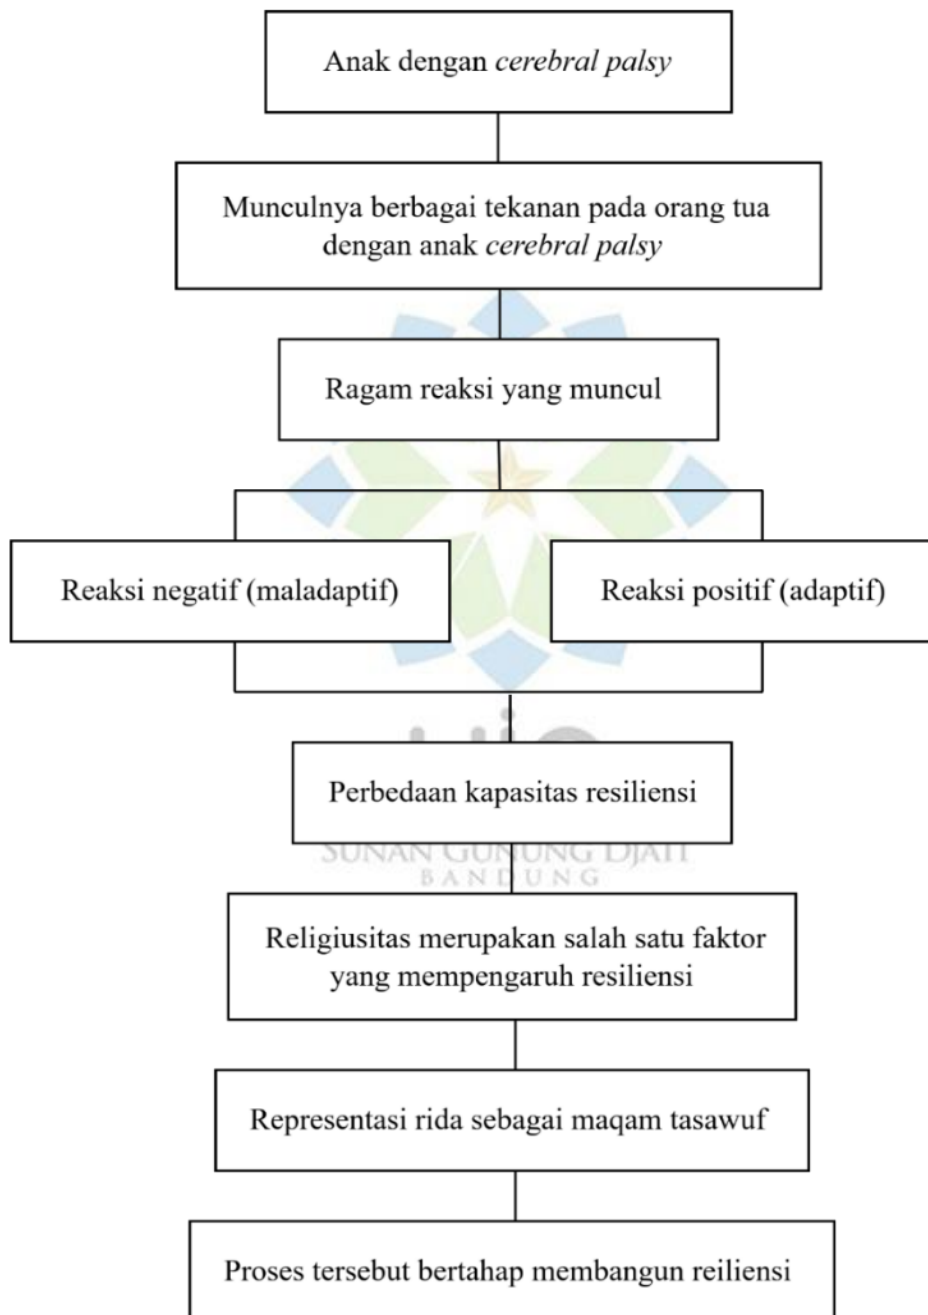 Anak dengan cerebral palsy
Munculnya berbagai tekanan pada orang tua
dengan anak cerebral palsy
Ragam reaksi yang muncul
Reaksi negatif (maladaptif)
Reaksi positif (adaptif)
Perbedaan kapasitas resiliensi
SUNAN GUNUNG DJATI
BANDUNG
Religiusitas merupakan salah satu faktor
yang mempengaruh resiliensi
Representasi rida sebagai maqam tasawuf
Proses tersebut bertahap membangun reiliensi